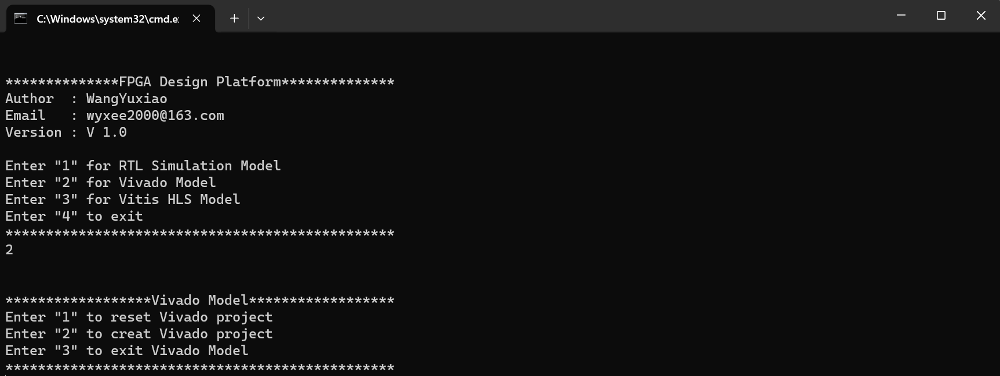 C:\Windows\system32\cmd.e
**************FPGA Design Platform**************
Author  : WangYuxiao
Email   : wyxee2000@163.com
Version : V 1.0
Enter "1" for RTL Simulation Model
Enter "2" for Vivado Model
Enter "3" for Vitis HLS Model
Enter "4" to exit
************************************************
2
******************Vivado Model******************
Enter "1" to reset Vivado project
Enter "2" to creat Vivado project
Enter "3" to exit Vivado Model
************************************************